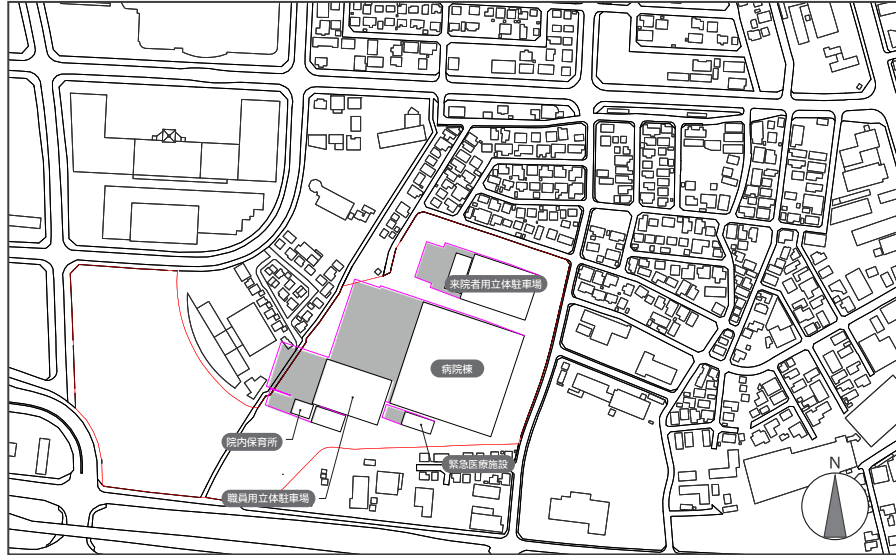 来院者用立体駐車場
病院棟
院内保育所
緊急医療施設
職員用立体駐車場
N